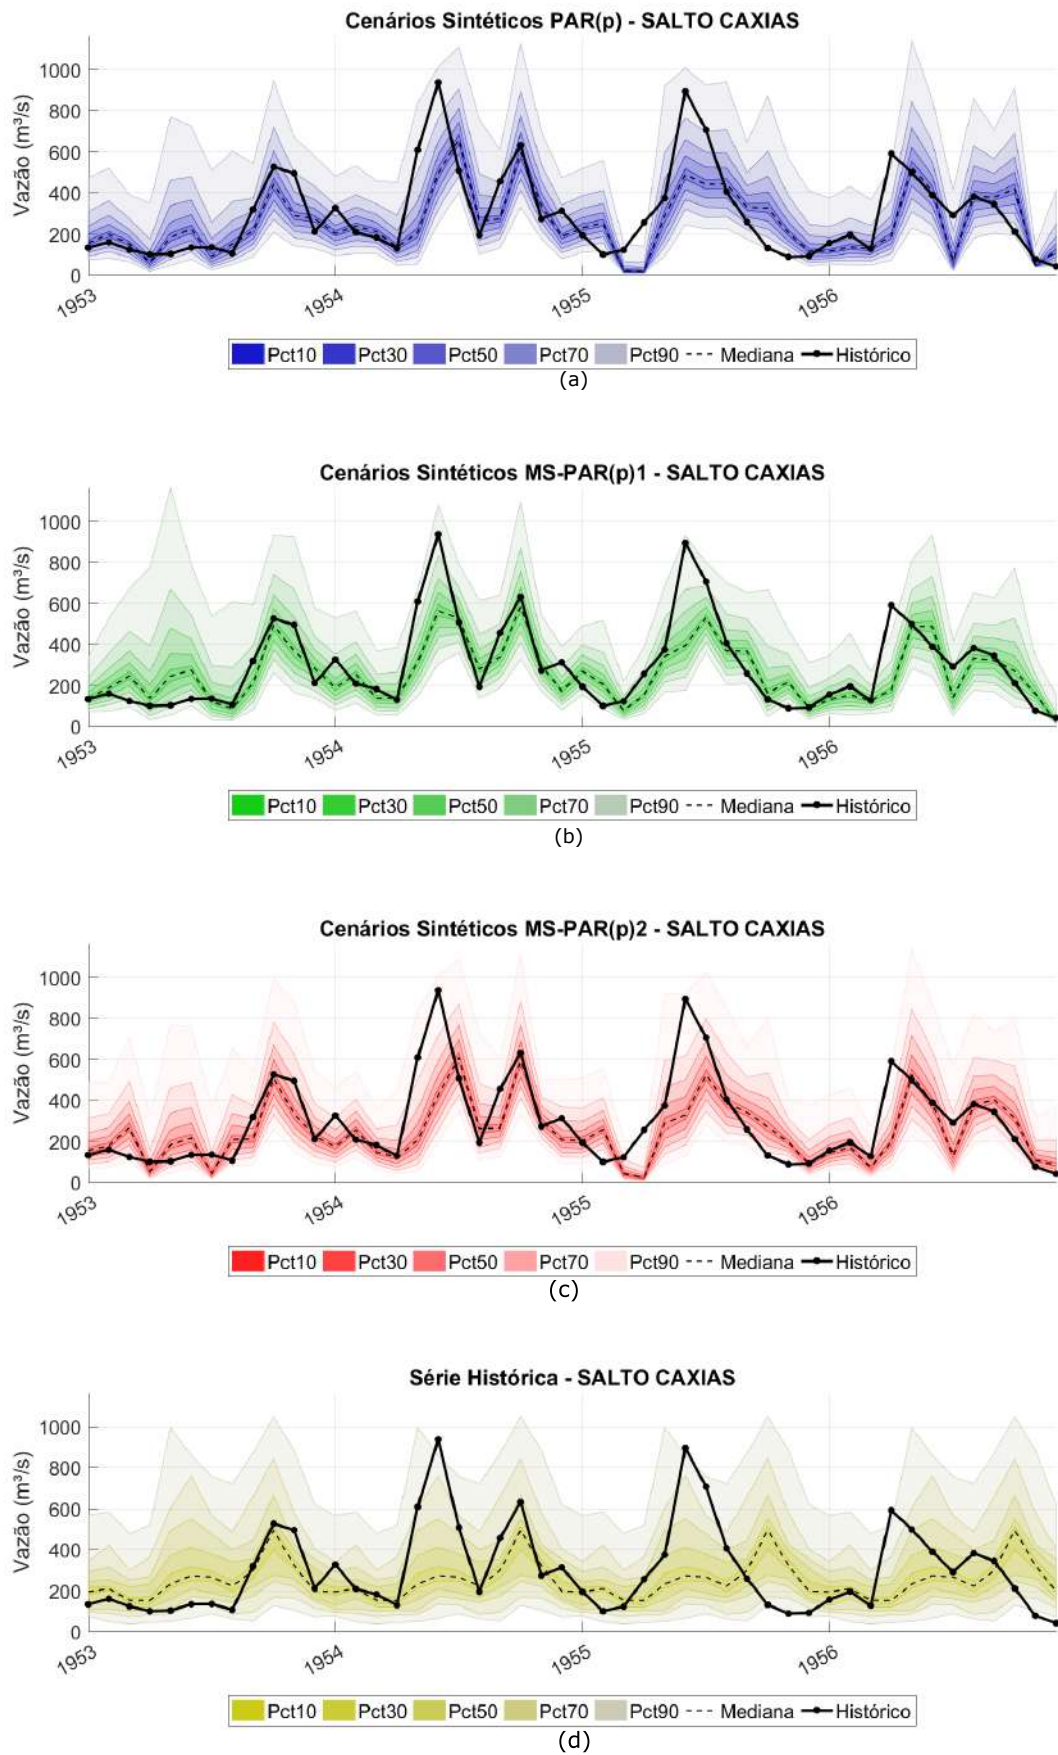 Cenários Sintéticos PAR(p) - SALTO CAXIAS
Vazão (m³/s)
1000
800
600
400
200
0
1953
1954
1955
1956
Pct10 Pct30 Pct50 Pct70 Pct90 Mediana Histórico
(a)
Cenários Sintéticos MS-PAR(p)1 - SALTO CAXIAS
Vazão (m³/s)
1000
800
600
400
200
0
1953
1954
1955
1956
Pct10 Pct30 Pct50 Pct70 Pct90 Mediana Histórico
(b)
Cenários Sintéticos MS-PAR(p)2 - SALTO CAXIAS
Vazão (m³/s)
1000
800
600
400
200
0
1953
1954
1955
1956
Pct10 Pct30 Pct50 Pct70 Pct90 Mediana Histórico
(c)
Série Histórica - SALTO CAXIAS
Vazão (m³/s)
1000
800
600
400
200
0
1953
1954
1955
1956
Pct10 Pct30 Pct50 Pct70 Pct90 Mediana Histórico
(d)